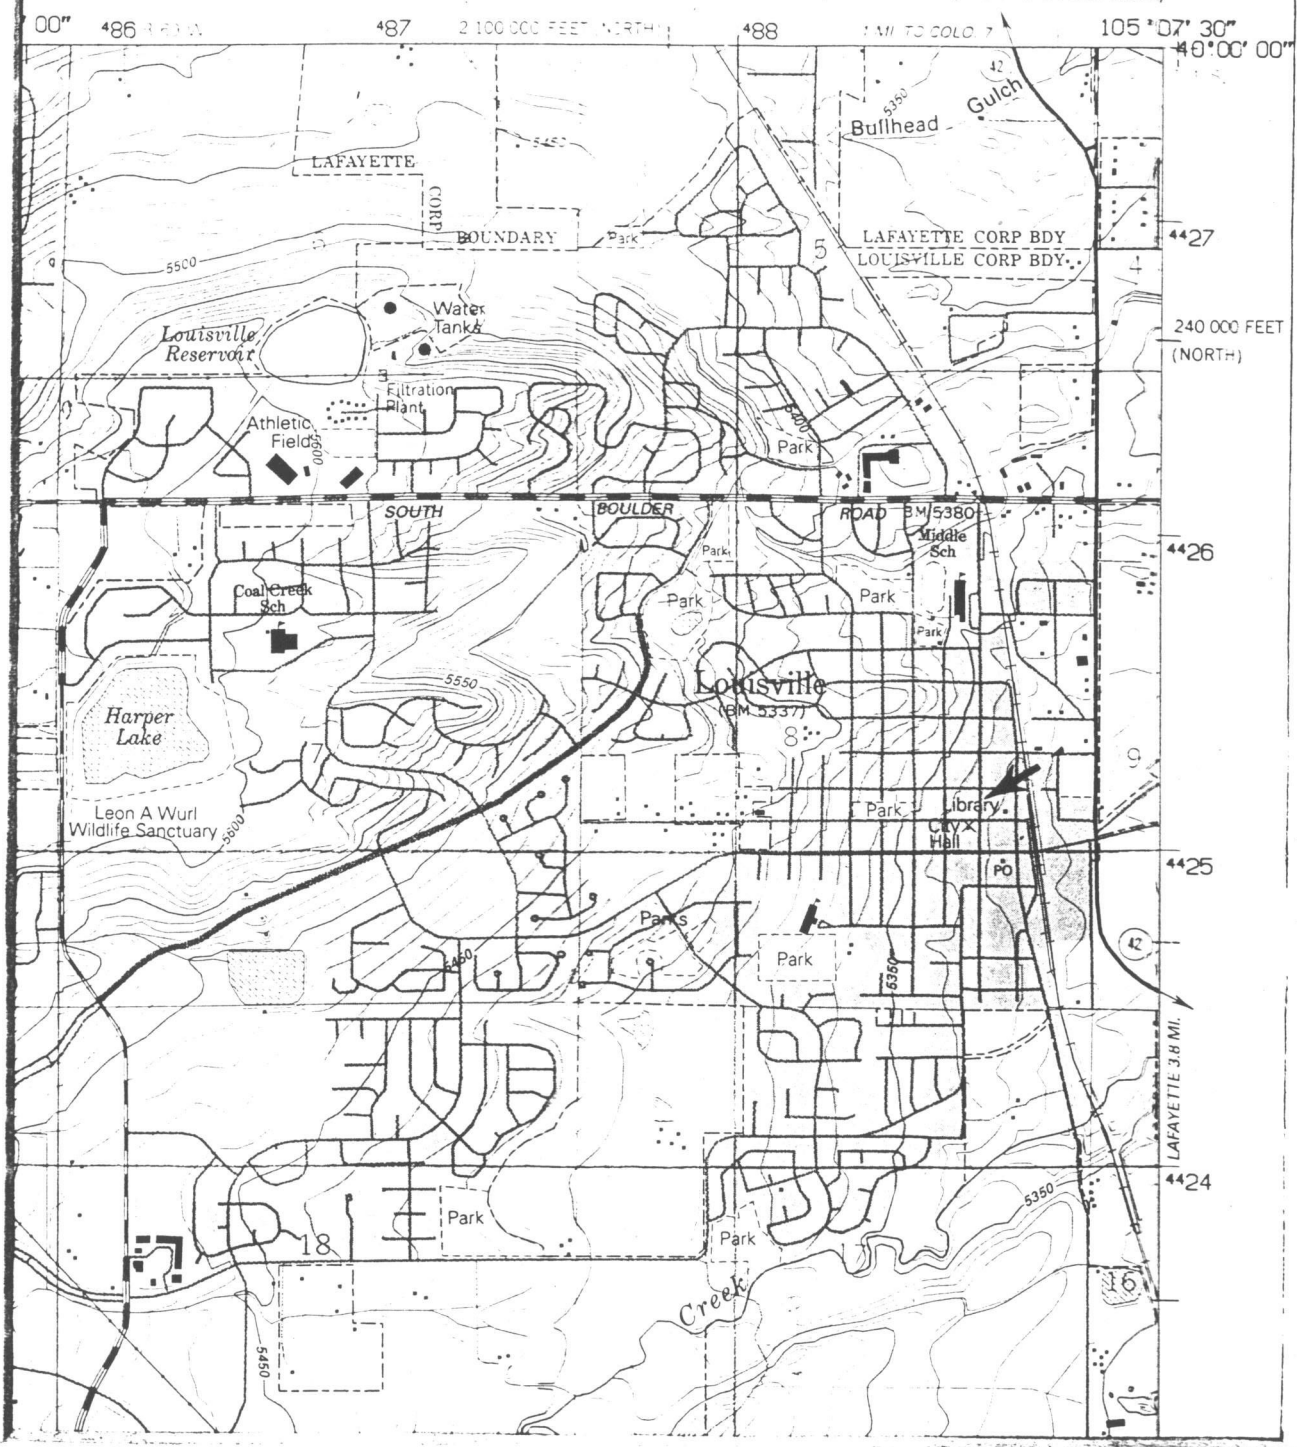 00" ⁴86 487 2 100 000 FEET (NORTH) 488 1 MI. TO COLO. 7 105°07'30"
40°00'00"
42
5350
Gulch
Bullhead
5450
LAFAYETTE
CORP
BOUNDARY
Park
5
LAFAYETTE CORP BDY
LOUISVILLE CORP BDY
⁴⁴27
4
5500
Water
Tanks
Louisville
Reservoir
240 000 FEET
(NORTH)
Filtration
Plant
Athletic
Field
5600
5400
Park
SOUTH
BOULDER
ROAD
BM 5380
Middle
Sch
⁴⁴26
Park
Coal Creek
Sch
Park
Park
Park
5550
Louisville
(BM 5337)
8
Harper
Lake
9
Leon A Wurl
Wildlife Sanctuary
5600
Park
Library
City
Hall
⁴⁴25
PO
Parks
42
Park
5450
5350
LAFAYETTE 3.8 MI.
⁴⁴24
5350
Park
18
Park
17
16
Creek
5450